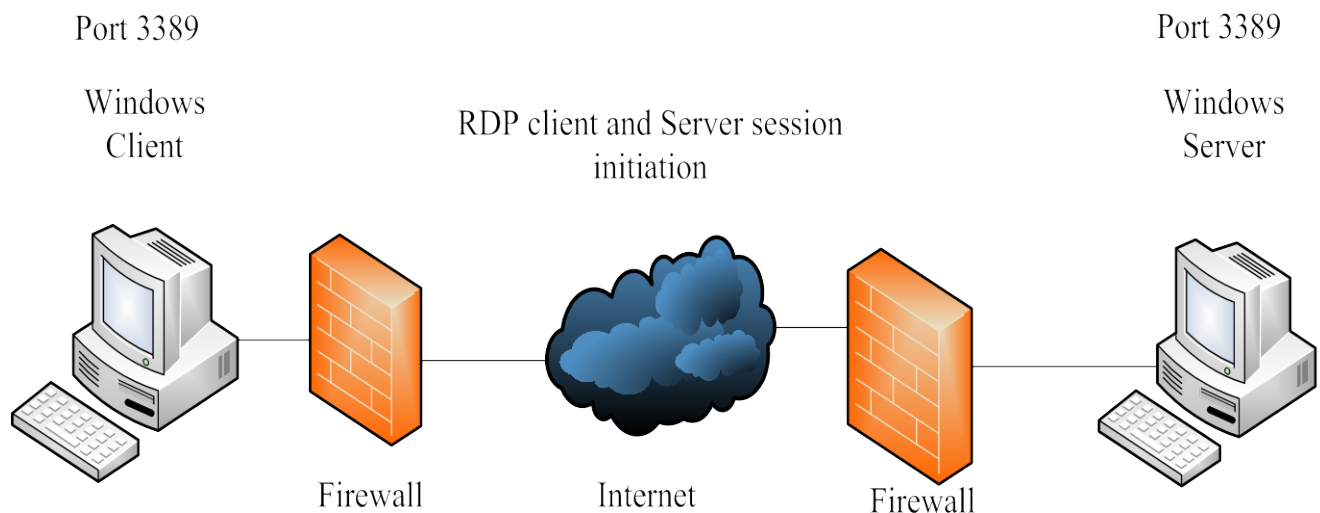 Port 3389
Port 3389
Windows
Client
RDP client and Server session
initiation
Windows
Server
Firewall
Internet
Firewall